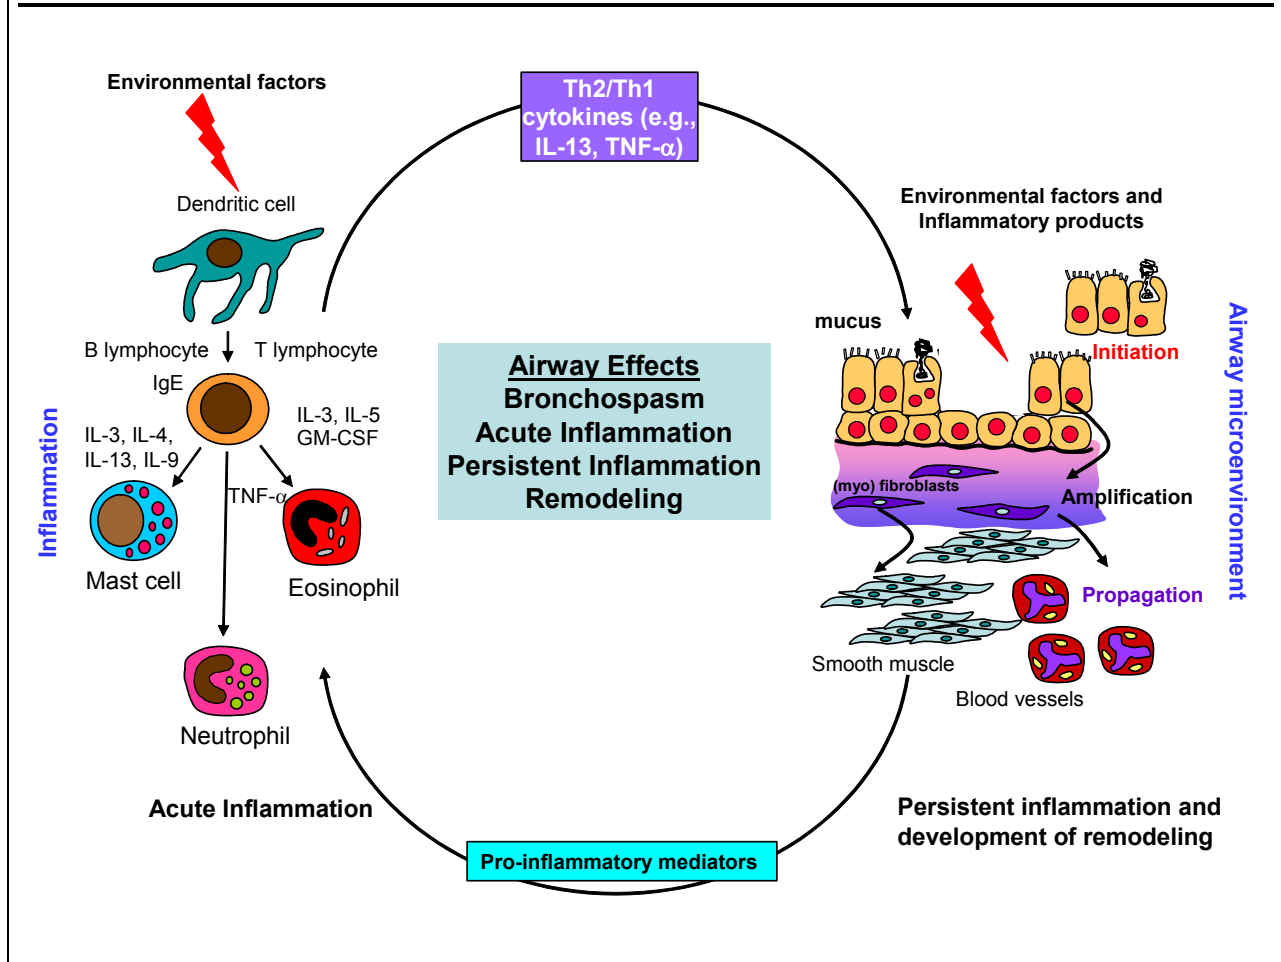 Environmental factors
Dendritic cell
B lymphocyte
T lymphocyte
IgE
IL-3, IL-5
GM-CSF
IL-3, IL-4,
IL-13, IL-9
TNF-α
Mast cell
Eosinophil
Neutrophil
Inflammation
Acute Inflammation
Th2/Th1
cytokines (e.g.,
IL-13, TNF-α)
Airway Effects
Bronchospasm
Acute Inflammation
Persistent Inflammation
Remodeling
Pro-inflammatory mediators
Environmental factors and
Inflammatory products
mucus
Initiation
(myo) fibroblasts
Amplification
Propagation
Smooth muscle
Blood vessels
Airway microenvironment
Persistent inflammation and
development of remodeling